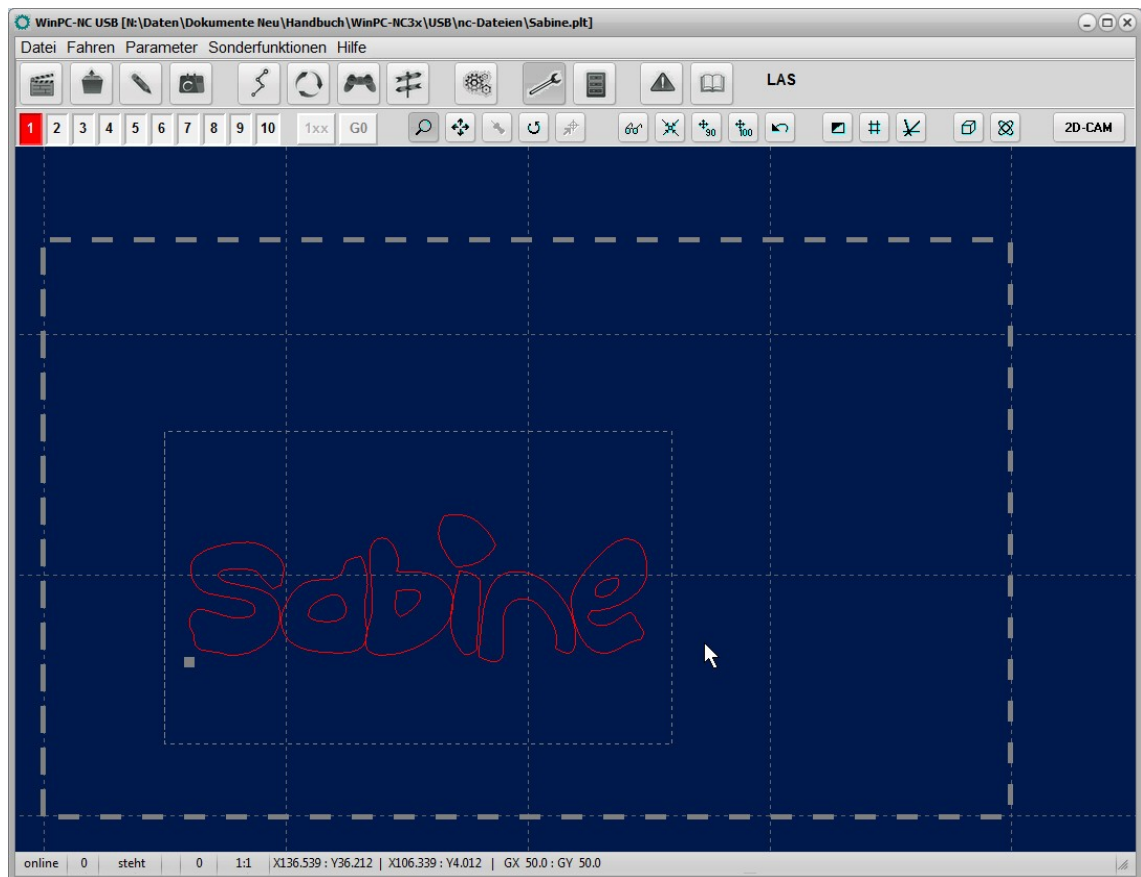 WinPC-NC USB [N:\Daten\Dokumente Neu\Handbuch\WinPC-NC3x\USB\nc-Dateien\Sabine.plt]
Datei Fahren Parameter Sonderfunktionen Hilfe
LAS
1 2 3 4 5 6 7 8 9 10 1xx G0 90 100 2D-CAM
Sabine
online 0 steht 0 1:1 X136.539 : Y36.212 | X106.339 : Y4.012 | GX 50.0 : GY 50.0